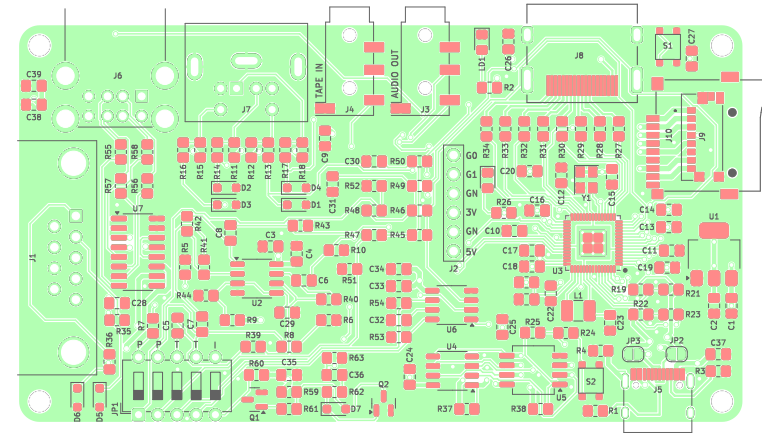 C39
C38
J6
J7
TAPE IN
J4
AUDIO OUT
J3
LD1
C26
R2
J8
S1
C27
R55
R58
R57
R56
R16
R15
R14
R11
R12
R13
R17
R18
C9
C30
R50
R34
R33
R32
R31
R30
R29
R28
R27
J10
J9
D2
D4
D3
D1
C31
R52
R49
R48
R46
R47
R45
G0
G1
GN
3V
GN
5V
J2
C20
C12
Y1
C15
R26
C16
C10
C14
C13
U1
U7
R42
C8
R43
C3
C4
R10
J1
R5
R41
U2
C6
R51
C34
C33
R54
C32
R53
C17
C18
U3
C11
C19
R19
R21
R44
R40
C28
R35
R7
C5
C7
R9
C29
R6
U6
C22
L1
R22
R23
C2
C1
C25
R25
R24
C23
P
P
T
T
I
R39
R8
R36
R63
R60
C35
C36
C24
U4
U5
R4
JP3
JP2
C37
R3
S2
J5
R59
R62
R61
D7
Q2
R37
R38
R1
D6
D5
JP1
Q1